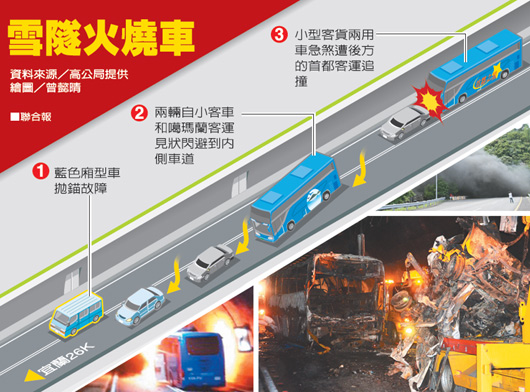 雪隧火燒車
資料來源／高公局提供
繪圖／曾懿晴
■聯合報
1 藍色廂型車
拋錨故障
2 兩輛自小客車
和噶瑪蘭客運
見狀閃避到內
側車道
3 小型客貨兩用
車急煞遭後方
的首都客運追
撞
宜蘭26K